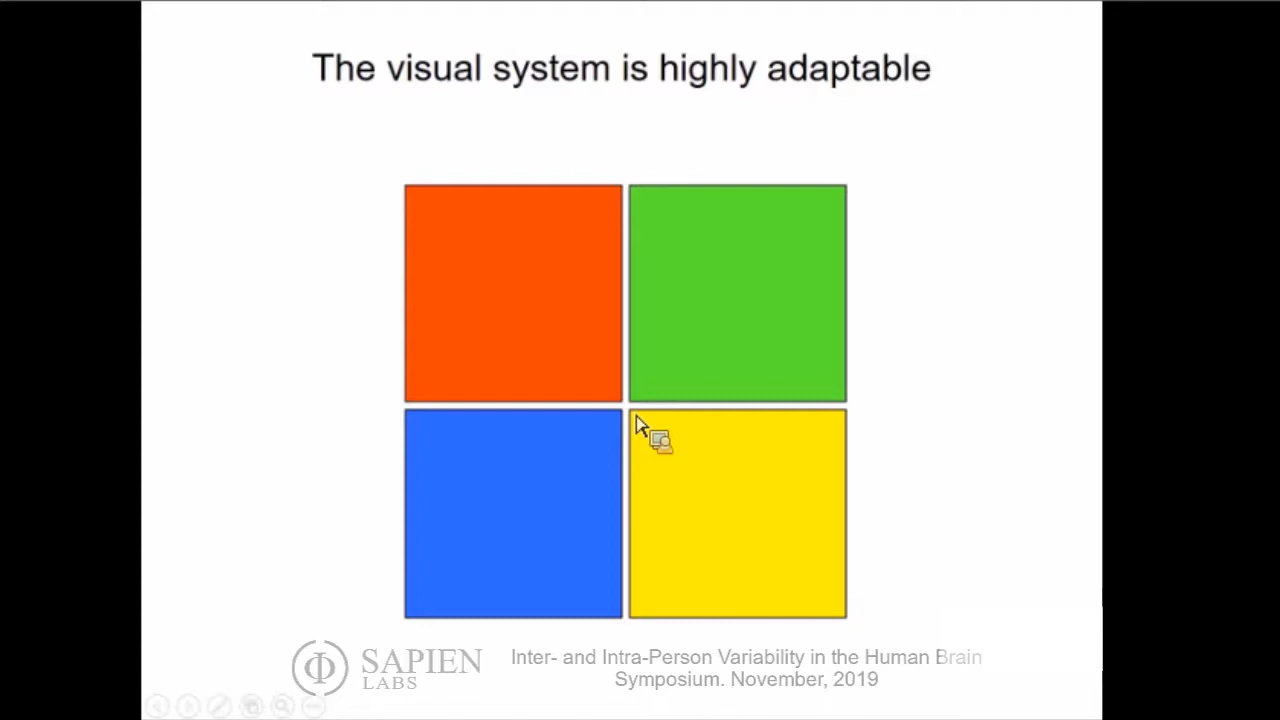 The visual system is highly adaptable
SAPIEN
LABS
Inter- and Intra-Person Variability in the Human Brain
Symposium. November, 2019